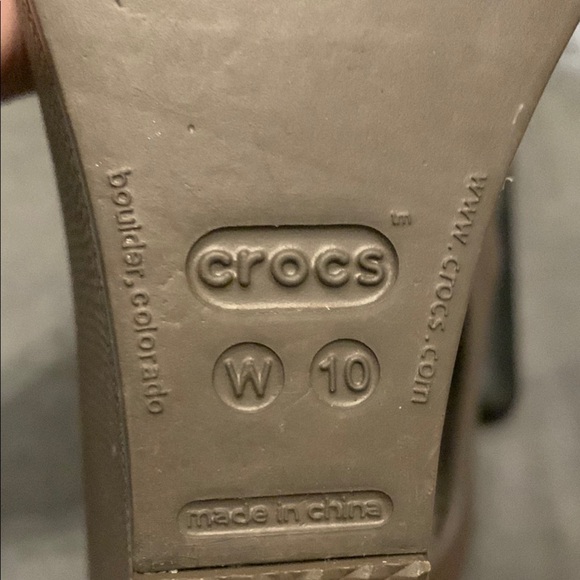 boulder, colorado
www.crocs.com
crocs tm
W 10
made in china